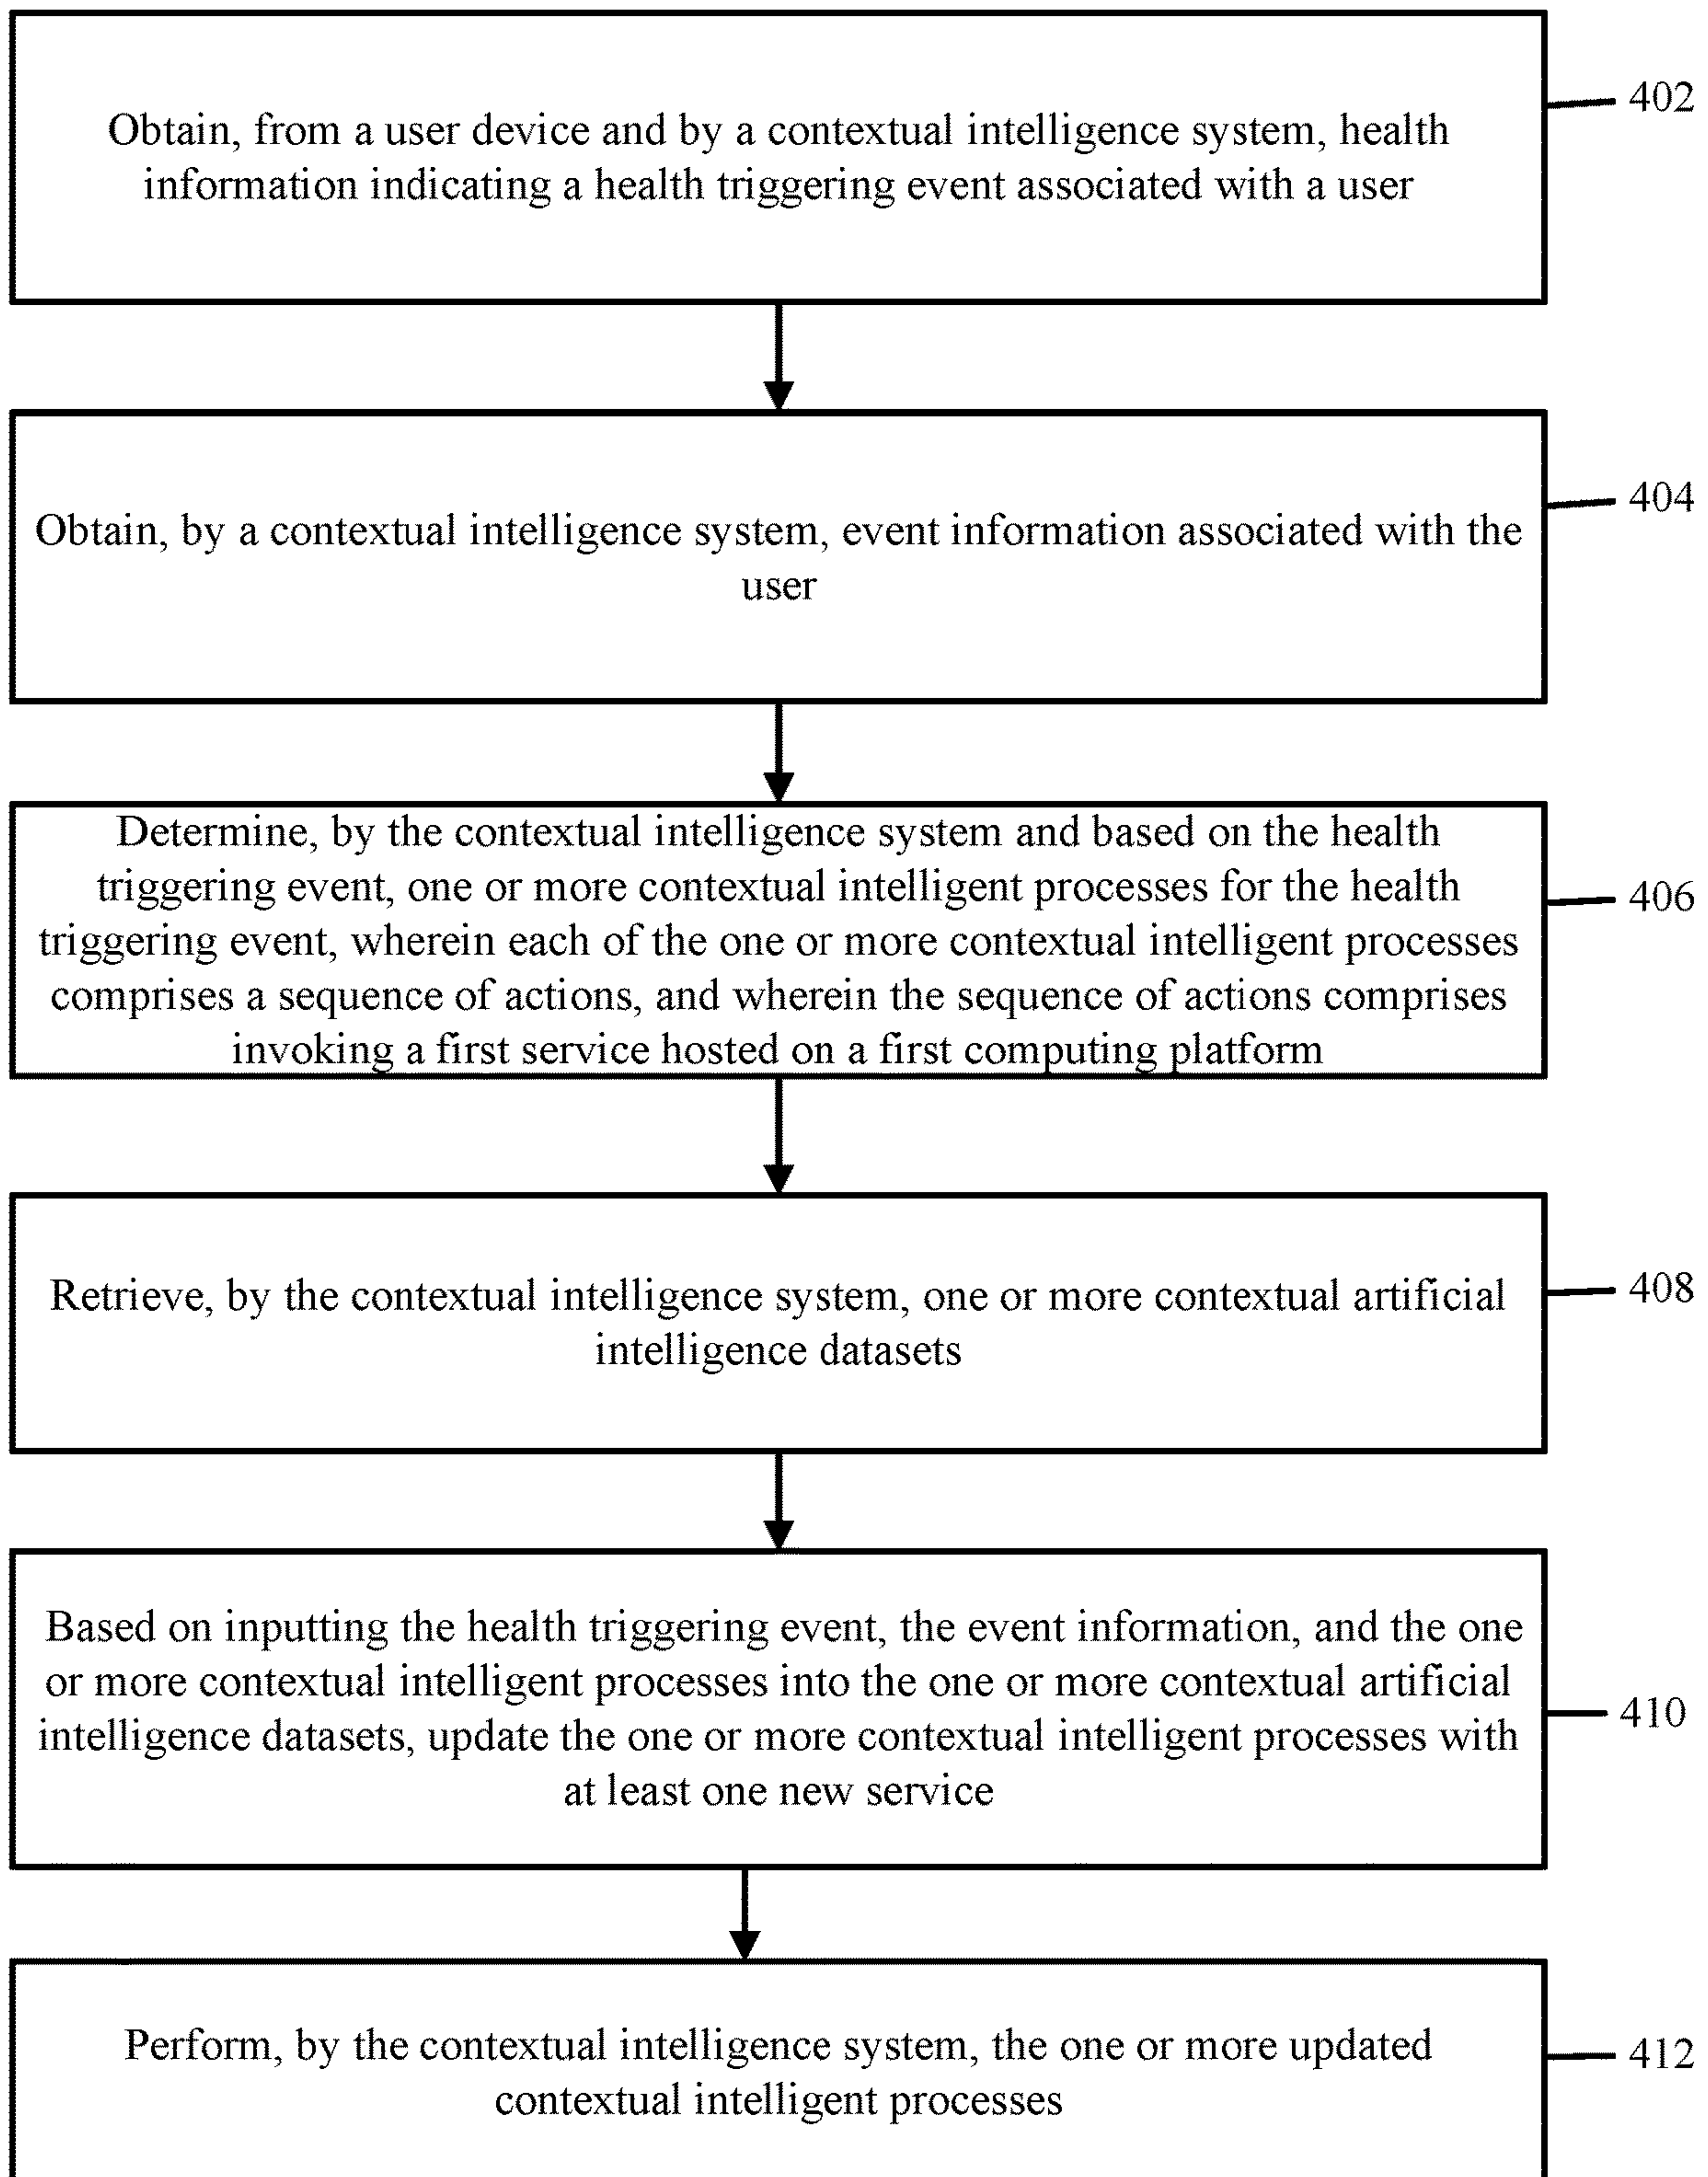 402
Obtain, from a user device and by a contextual intelligence system, health
information indicating a health triggering event associated with a user
404
Obtain, by a contextual intelligence system, event information associated with the
user
Determine, by the contextual intelligence system and based on the health
triggering event, one or more contextual intelligent processes for the health
406
triggering event, wherein each of the one or more contextual intelligent processes
comprises a sequence of actions, and wherein the sequence of actions comprises
invoking a first service hosted on a first computing platform
408
Retrieve, by the contextual intelligence system, one or more contextual artificial
intelligence datasets
Based on inputting the health triggering event, the event information, and the one
or more contextual intelligent processes into the one or more contextual artificial
410
intelligence datasets, update the one or more contextual intelligent processes with
at least one new service
Perform, by the contextual intelligence system, the one or more updated
412
contextual intelligent processes